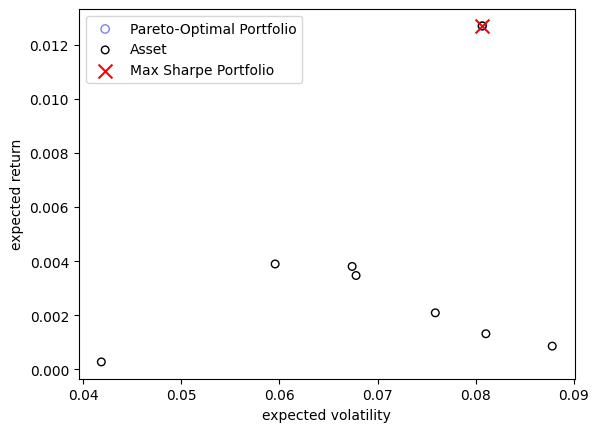 Pareto-Optimal Portfolio
Asset
Max Sharpe Portfolio
0.012
0.010
0.008
0.006
0.004
0.002
0.000
expected return
0.04 0.05 0.06 0.07 0.08 0.09
expected volatility